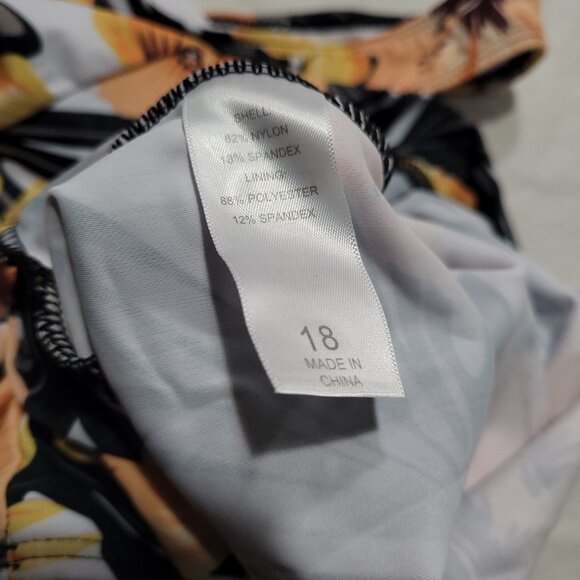 SHELL:
82% NYLON
18% SPANDEX
LINING:
88% POLYESTER
12% SPANDEX
18
MADE IN
CHINA